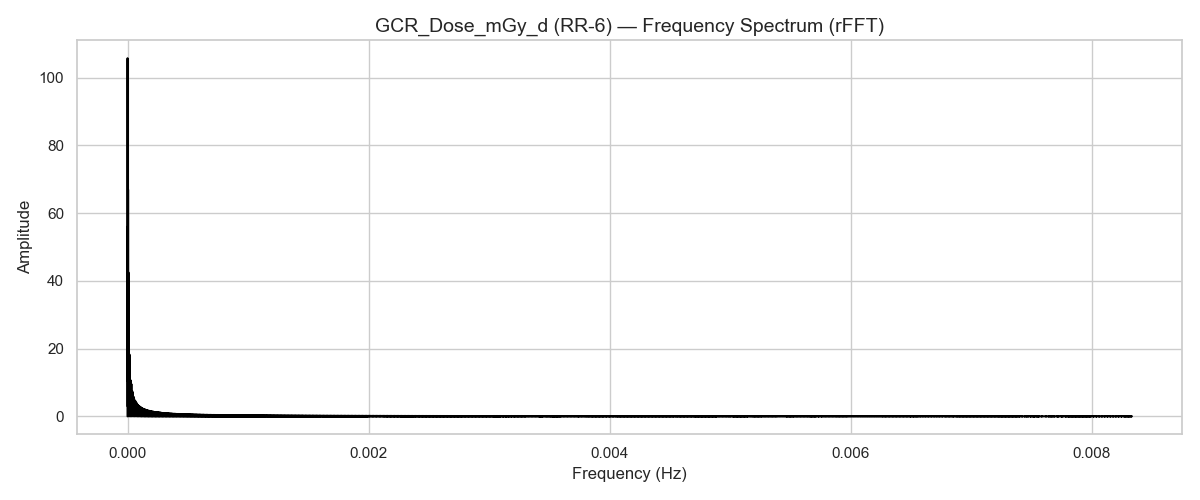 GCR_Dose_mGy_d (RR-6) — Frequency Spectrum (rFFT)
100
80
60
40
20
0
Amplitude
0.000 0.002 0.004 0.006 0.008
Frequency (Hz)